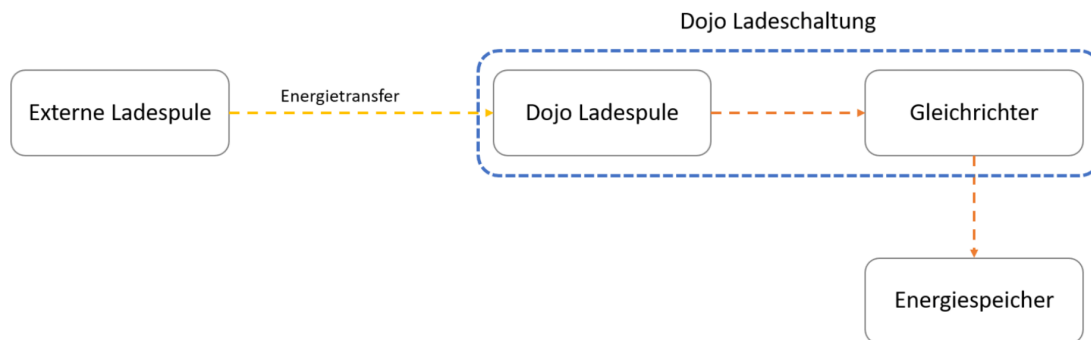 Dojo Ladeschaltung
Externe Ladespule
Energietransfer
Dojo Ladespule
Gleichrichter
Energiespeicher